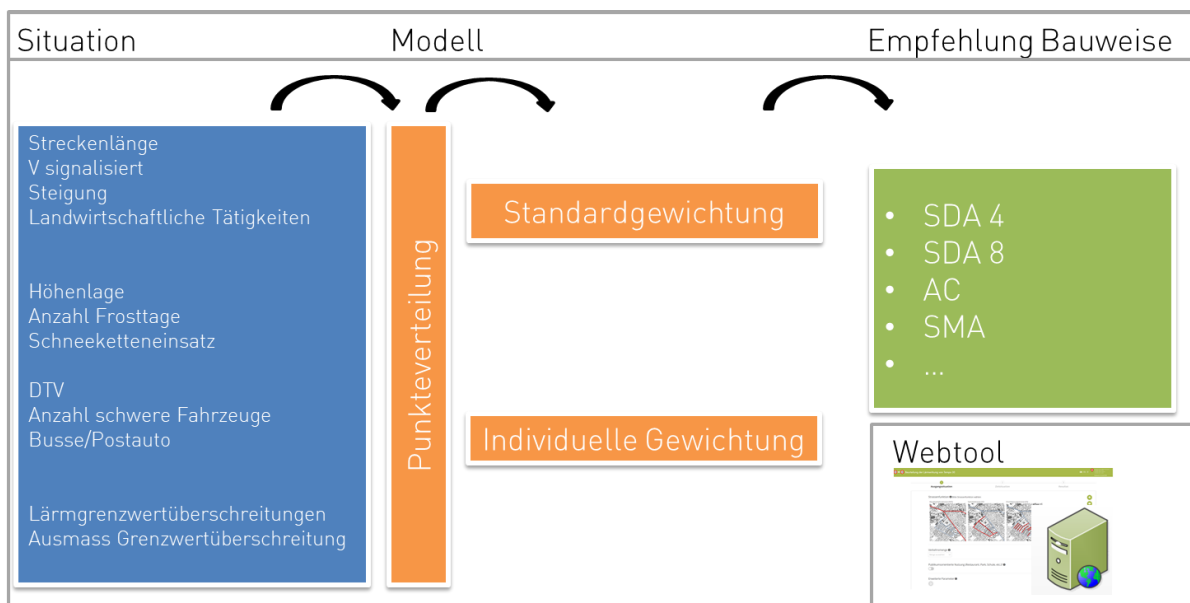 Situation
Modell
Empfehlung Bauweise
Streckenlänge
V signalisiert
Steigung
Landwirtschaftliche Tätigkeiten
Höhenlage
Anzahl Frosttage
Schneeketteneinsatz
DTV
Anzahl schwere Fahrzeuge
Busse/Postauto
Lärmgrenzwertüberschreitungen
Ausmass Grenzwertüberschreitung
Punkteverteilung
Standardgewichtung
Individuelle Gewichtung
• SDA 4
• SDA 8
• AC
• SMA
• ...
Webtool